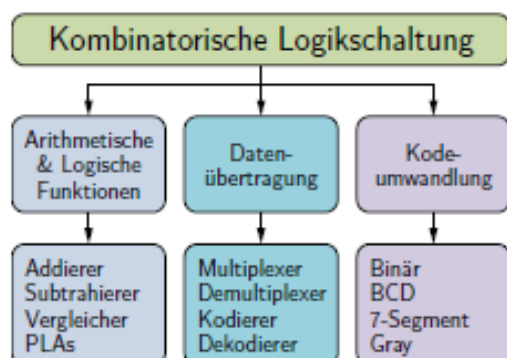 Kombinatorische Logikschaltung
Arithmetische
& Logische
Funktionen
Daten-
übertragung
Kode-
umwandlung
Addierer
Subtrahierer
Vergleicher
PLAs
Multiplexer
Demultiplexer
Kodierer
Dekodierer
Binär
BCD
7-Segment
Gray